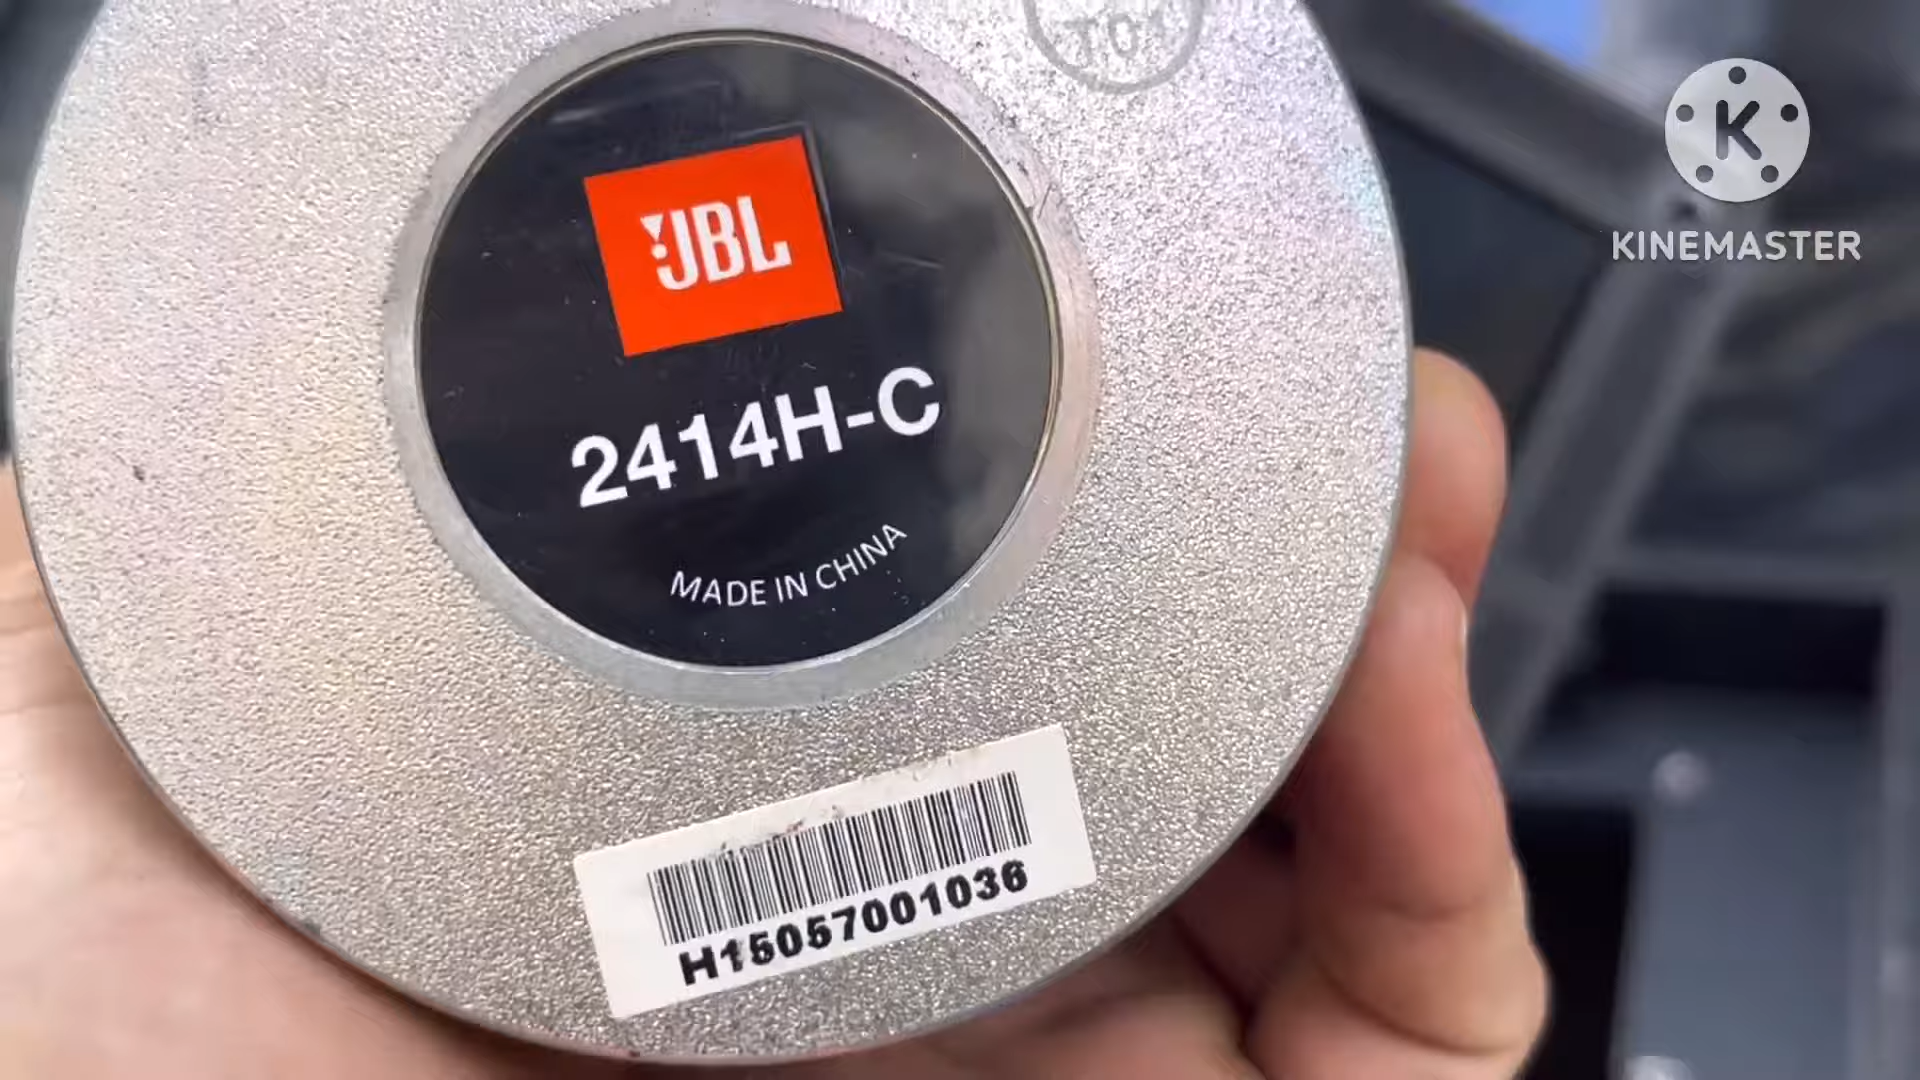 JBL
2414H-C
MADE IN CHINA
H15057001036
K
KINEMASTER